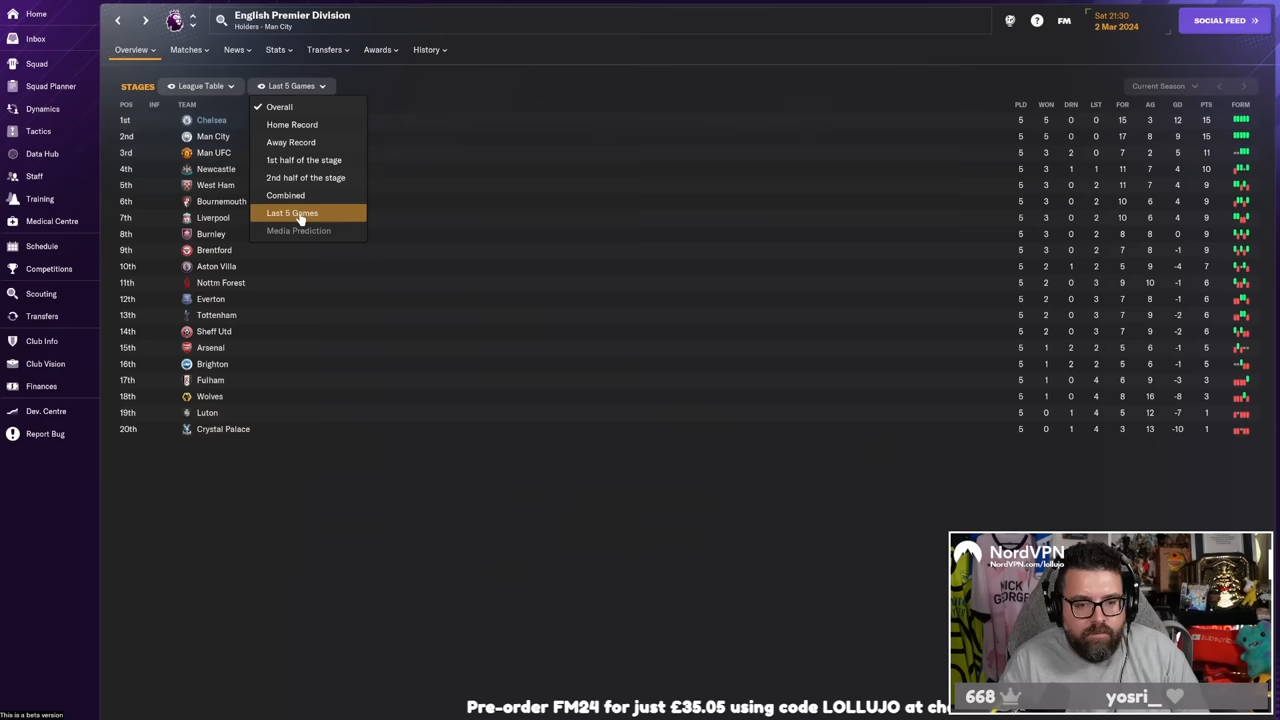 Home
Inbox
Squad
Squad Planner
Dynamics
Tactics
Data Hub
Staff
Training
Medical Centre
Schedule
Competitions
Scouting
Transfers
Club Info
Club Vision
Finances
Dev. Centre
Report Bug
This is a beta version
English Premier Division
Holders - Man City
FM
Sat 21:30
2 Mar 2024
SOCIAL FEED
Overview Matches News Stats Transfers Awards History
STAGES League Table Last 5 Games Current Season
Overall
Home Record
Away Record
1st half of the stage
2nd half of the stage
Combined
Last 5 Games
Media Prediction
POS INF TEAM PLD WON DRN LST FOR AG GD PTS FORM
1st Chelsea 5 5 0 0 15 3 12 15
2nd Man City 5 5 0 0 17 8 9 15
3rd Man UFC 5 3 2 0 7 2 5 11
4th Newcastle 5 3 1 1 11 7 4 10
5th West Ham 5 3 0 2 11 7 4 9
6th Bournemouth 5 3 0 2 10 6 4 9
7th Liverpool 5 3 0 2 10 6 4 9
8th Burnley 5 3 0 2 8 8 0 9
9th Brentford 5 3 0 2 7 8 -1 9
10th Aston Villa 5 2 1 2 5 9 -4 7
11th Nottm Forest 5 2 0 3 9 10 -1 6
12th Everton 5 2 0 3 7 8 -1 6
13th Tottenham 5 2 0 3 7 9 -2 6
14th Sheff Utd 5 2 0 3 7 9 -2 6
15th Arsenal 5 1 2 2 5 6 -1 5
16th Brighton 5 1 2 2 5 6 -1 5
17th Fulham 5 1 0 4 6 9 -3 3
18th Wolves 5 1 0 4 8 16 -8 3
19th Luton 5 0 1 4 5 12 -7 1
20th Crystal Palace 5 0 1 4 3 13 -10 1
NordVPN
NordVPN.com/lollujo
NICK
GEORGE
Subscribe
668 yosri_
Pre-order FM24 for just £35.05 using code LOLLUJO at